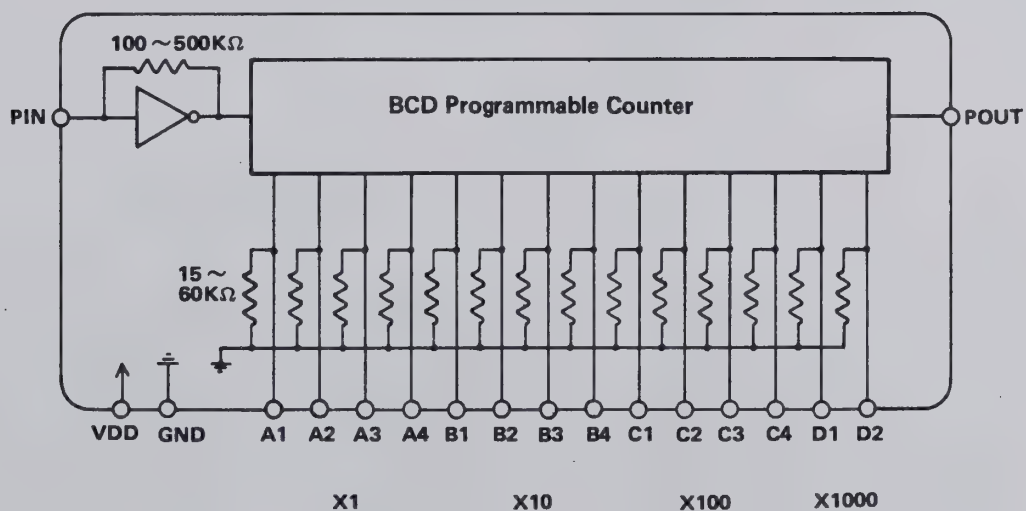 100～500KΩ
PIN
BCD Programmable Counter
POUT
15～
60KΩ
VDD GND A1 A2 A3 A4 B1 B2 B3 B4 C1 C2 C3 C4 D1 D2
X1 X10 X100 X1000